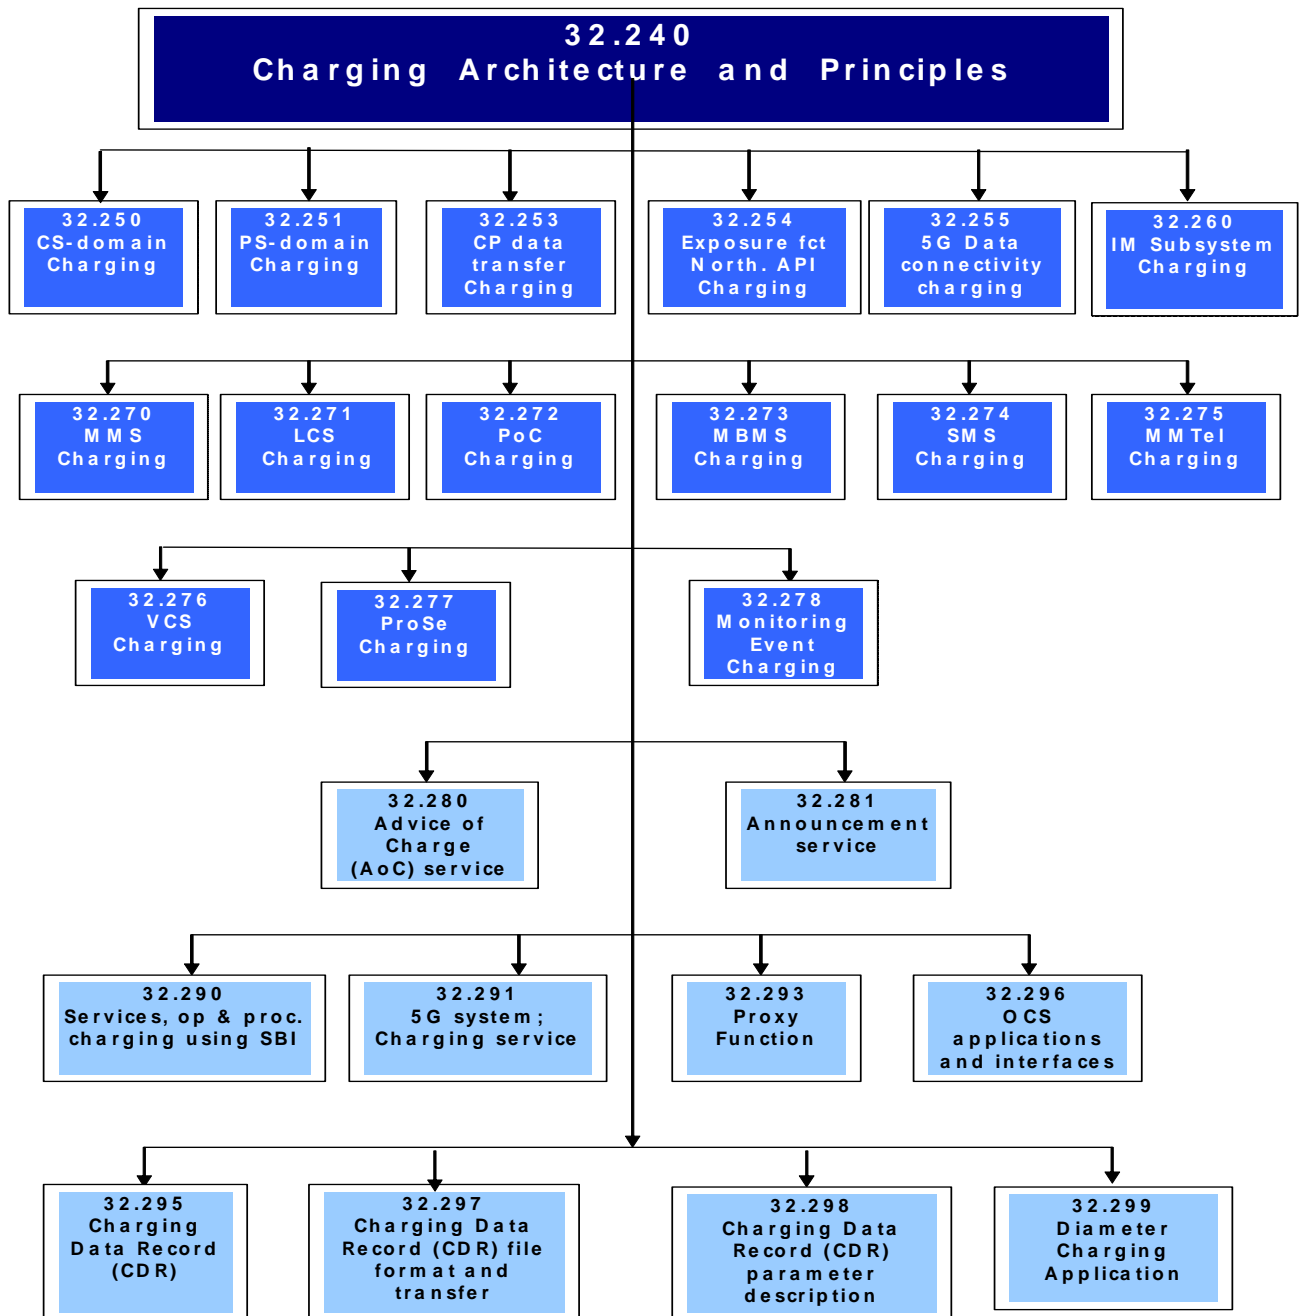 32.240
Charging Architecture and Principles
32.250
CS-domain
Charging
32.251
PS-domain
Charging
32.253
CP data
transfer
Charging
32.254
Exposure fct
North. API
Charging
32.255
5G Data
connectivity
charging
32.260
IM Subsystem
Charging
32.270
MMS
Charging
32.271
LCS
Charging
32.272
PoC
Charging
32.273
MBMS
Charging
32.274
SMS
Charging
32.275
MMTel
Charging
32.276
VCS
Charging
32.277
ProSe
Charging
32.278
Monitoring
Event
Charging
32.280
Advice of
Charge
(AoC) service
32.281
Announcement
service
32.290
Services, op & proc.
charging using SBI
32.291
5G system;
Charging service
32.293
Proxy
Function
32.296
OCS
applications
and interfaces
32.295
Charging
Data Record
(CDR)
32.297
Charging Data
Record (CDR) file
format and
transfer
32.298
Charging Data
Record (CDR)
parameter
description
32.299
Diameter
Charging
Application